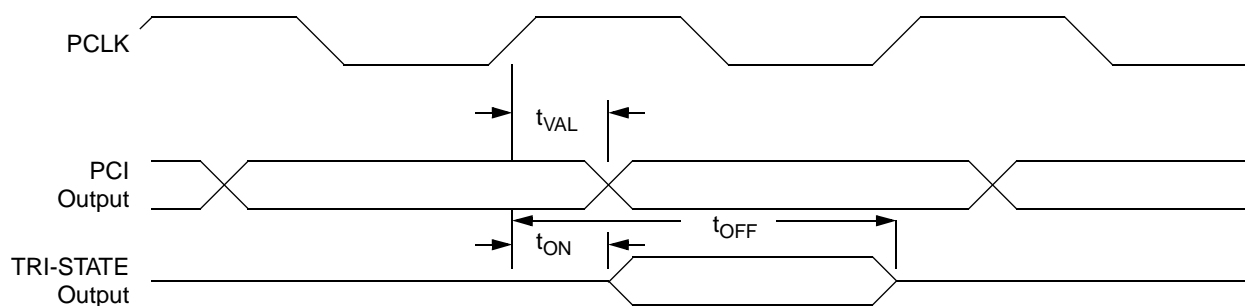 PCLK
tVAL
PCI
Output
tOFF
tON
TRI-STATE
Output